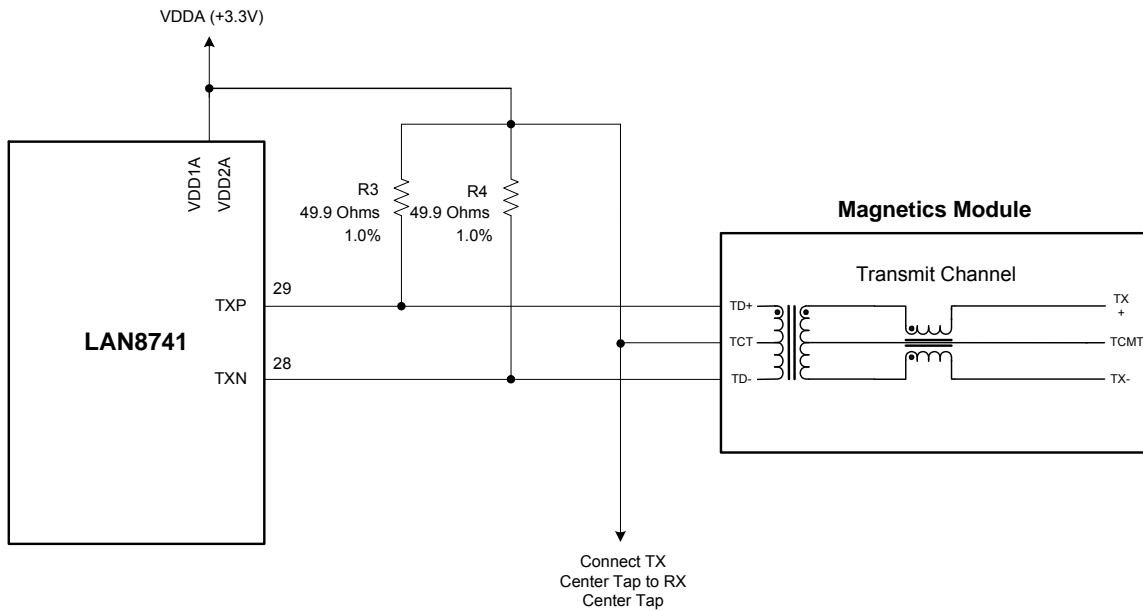 VDDA (+3.3V)
VDD1A
VDD2A
R3
49.9 Ohms
1.0%
R4
49.9 Ohms
1.0%
Magnetics Module
Transmit Channel
TXP
29
TD+
TX
+
LAN8741
TCT
TCMT
TXN
28
TD-
TX-
Connect TX
Center Tap to RX
Center Tap